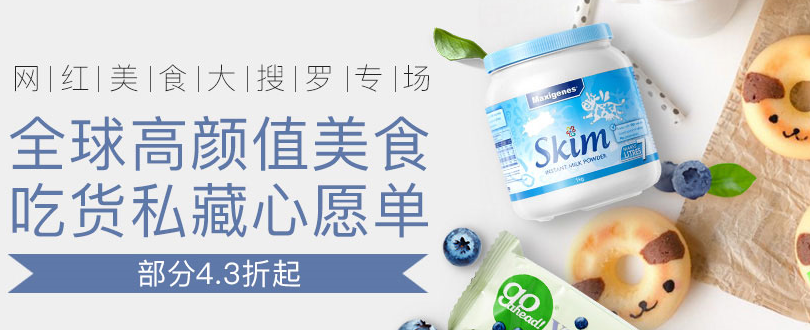 网|红|美|食|大|搜|罗|专|场
全球高颜值美食
吃货私藏心愿单
部分4.3折起
Maxigenes
Skim
INSTANT MILK POWDER
1kg
go
ahead!